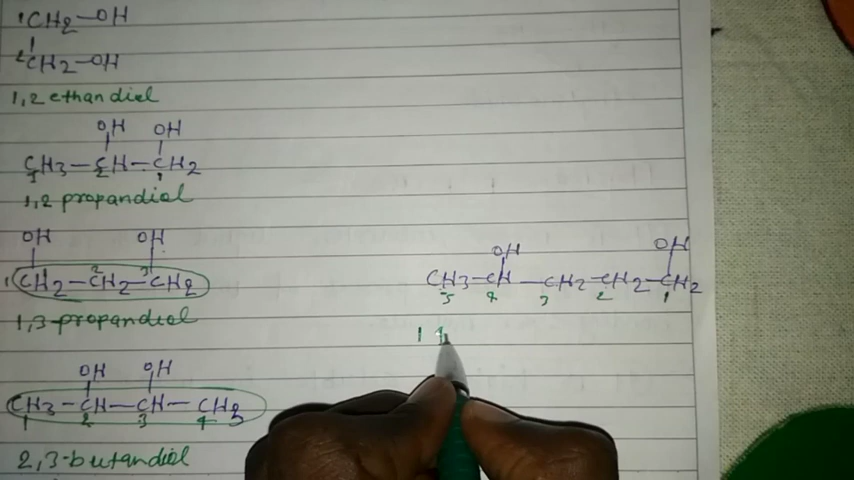 1CH2-OH
2CH2-OH
1,2 ethandiol
OH OH
CH3-CH-CH2
3 2 1
1,2 propandiol
OH OH
1 CH2-CH2-CH2
2 3
1,3-propandiol
OH OH
CH3-CH-CH-CH3
1 2 3 4
2,3-butandiol
OH OH
CH3-CH-CH2-CH2-CH2
5 4 3 2 1
1 4